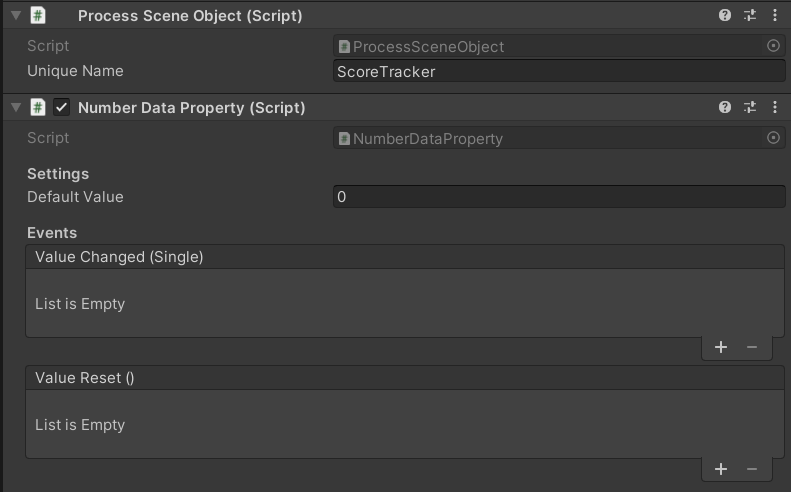 Process Scene Object (Script)
Script
ProcessSceneObject
Unique Name
ScoreTracker
Number Data Property (Script)
Script
NumberDataProperty
Settings
Default Value
0
Events
Value Changed (Single)
List is Empty
+ −
Value Reset ()
List is Empty
+ −